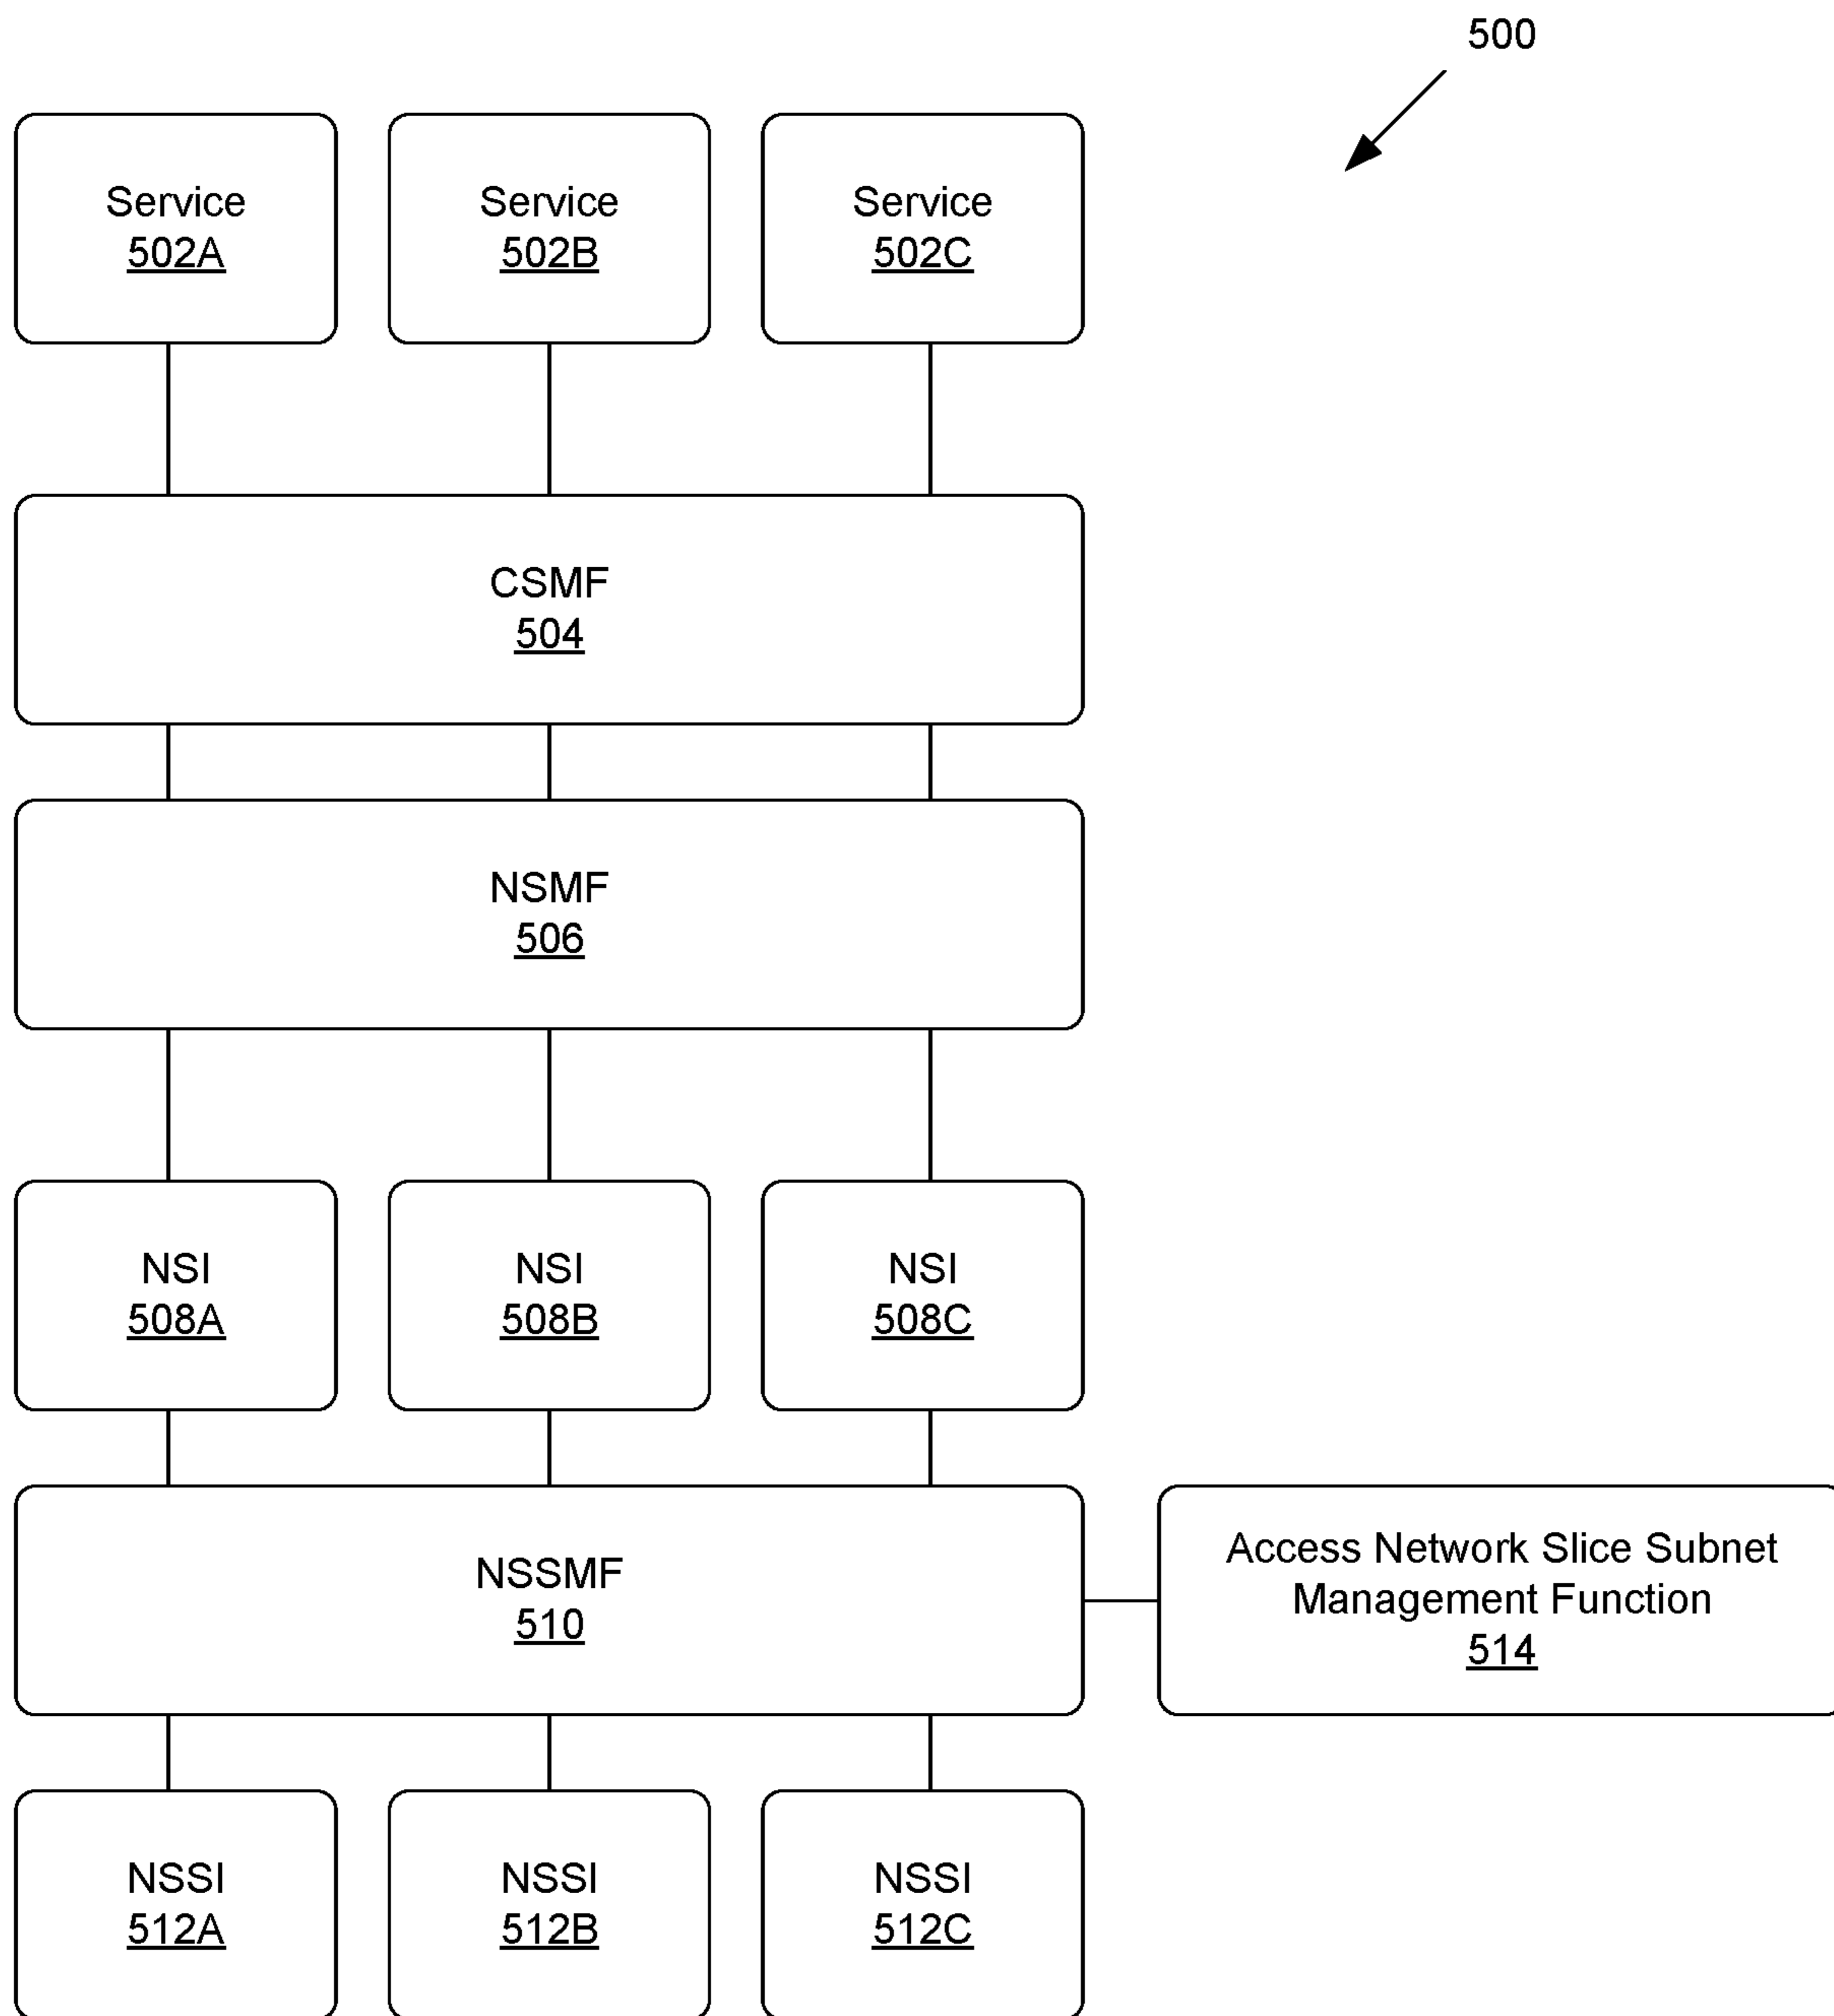 500
Service
502A
Service
502B
Service
502C
CSMF
504
NSMF
506
NSI
508A
NSI
508B
NSI
508C
NSSMF
510
Access Network Slice Subnet
Management Function
514
NSSI
512A
NSSI
512B
NSSI
512C